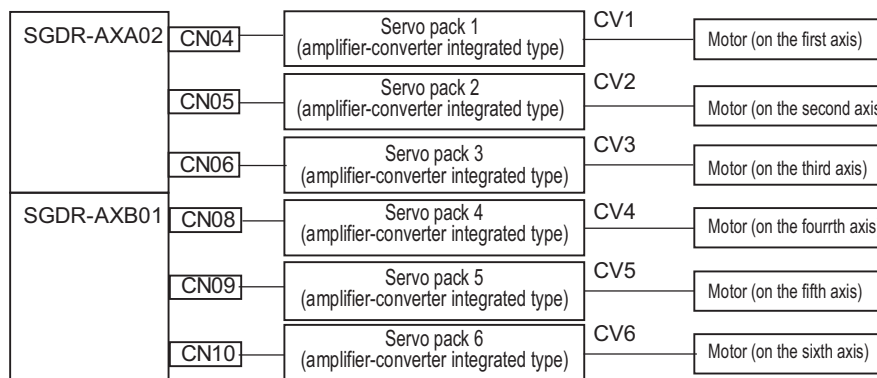 SGDR-AXA02
CN04
Servo pack 1
(amplifier-converter integrated type)
CV1
Motor (on the first axis)
CN05
Servo pack 2
(amplifier-converter integrated type)
CV2
Motor (on the second axis
CN06
Servo pack 3
(amplifier-converter integrated type)
CV3
Motor (on the third axis)
SGDR-AXB01
CN08
Servo pack 4
(amplifier-converter integrated type)
CV4
Motor (on the fourrth axis
CN09
Servo pack 5
(amplifier-converter integrated type)
CV5
Motor (on the fifth axis)
CN10
Servo pack 6
(amplifier-converter integrated type)
CV6
Motor (on the sixth axis)